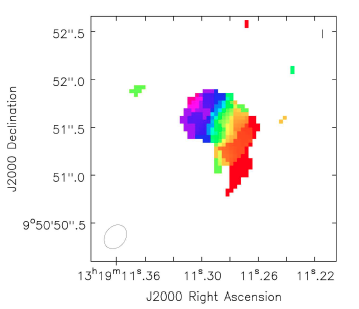 52".5
52".0
51".5
51".0
9°50'50".5
J2000 Declination
13ʰ19ᵐ11ˢ.36
11ˢ.30
11ˢ.26
11ˢ.22
J2000 Right Ascension